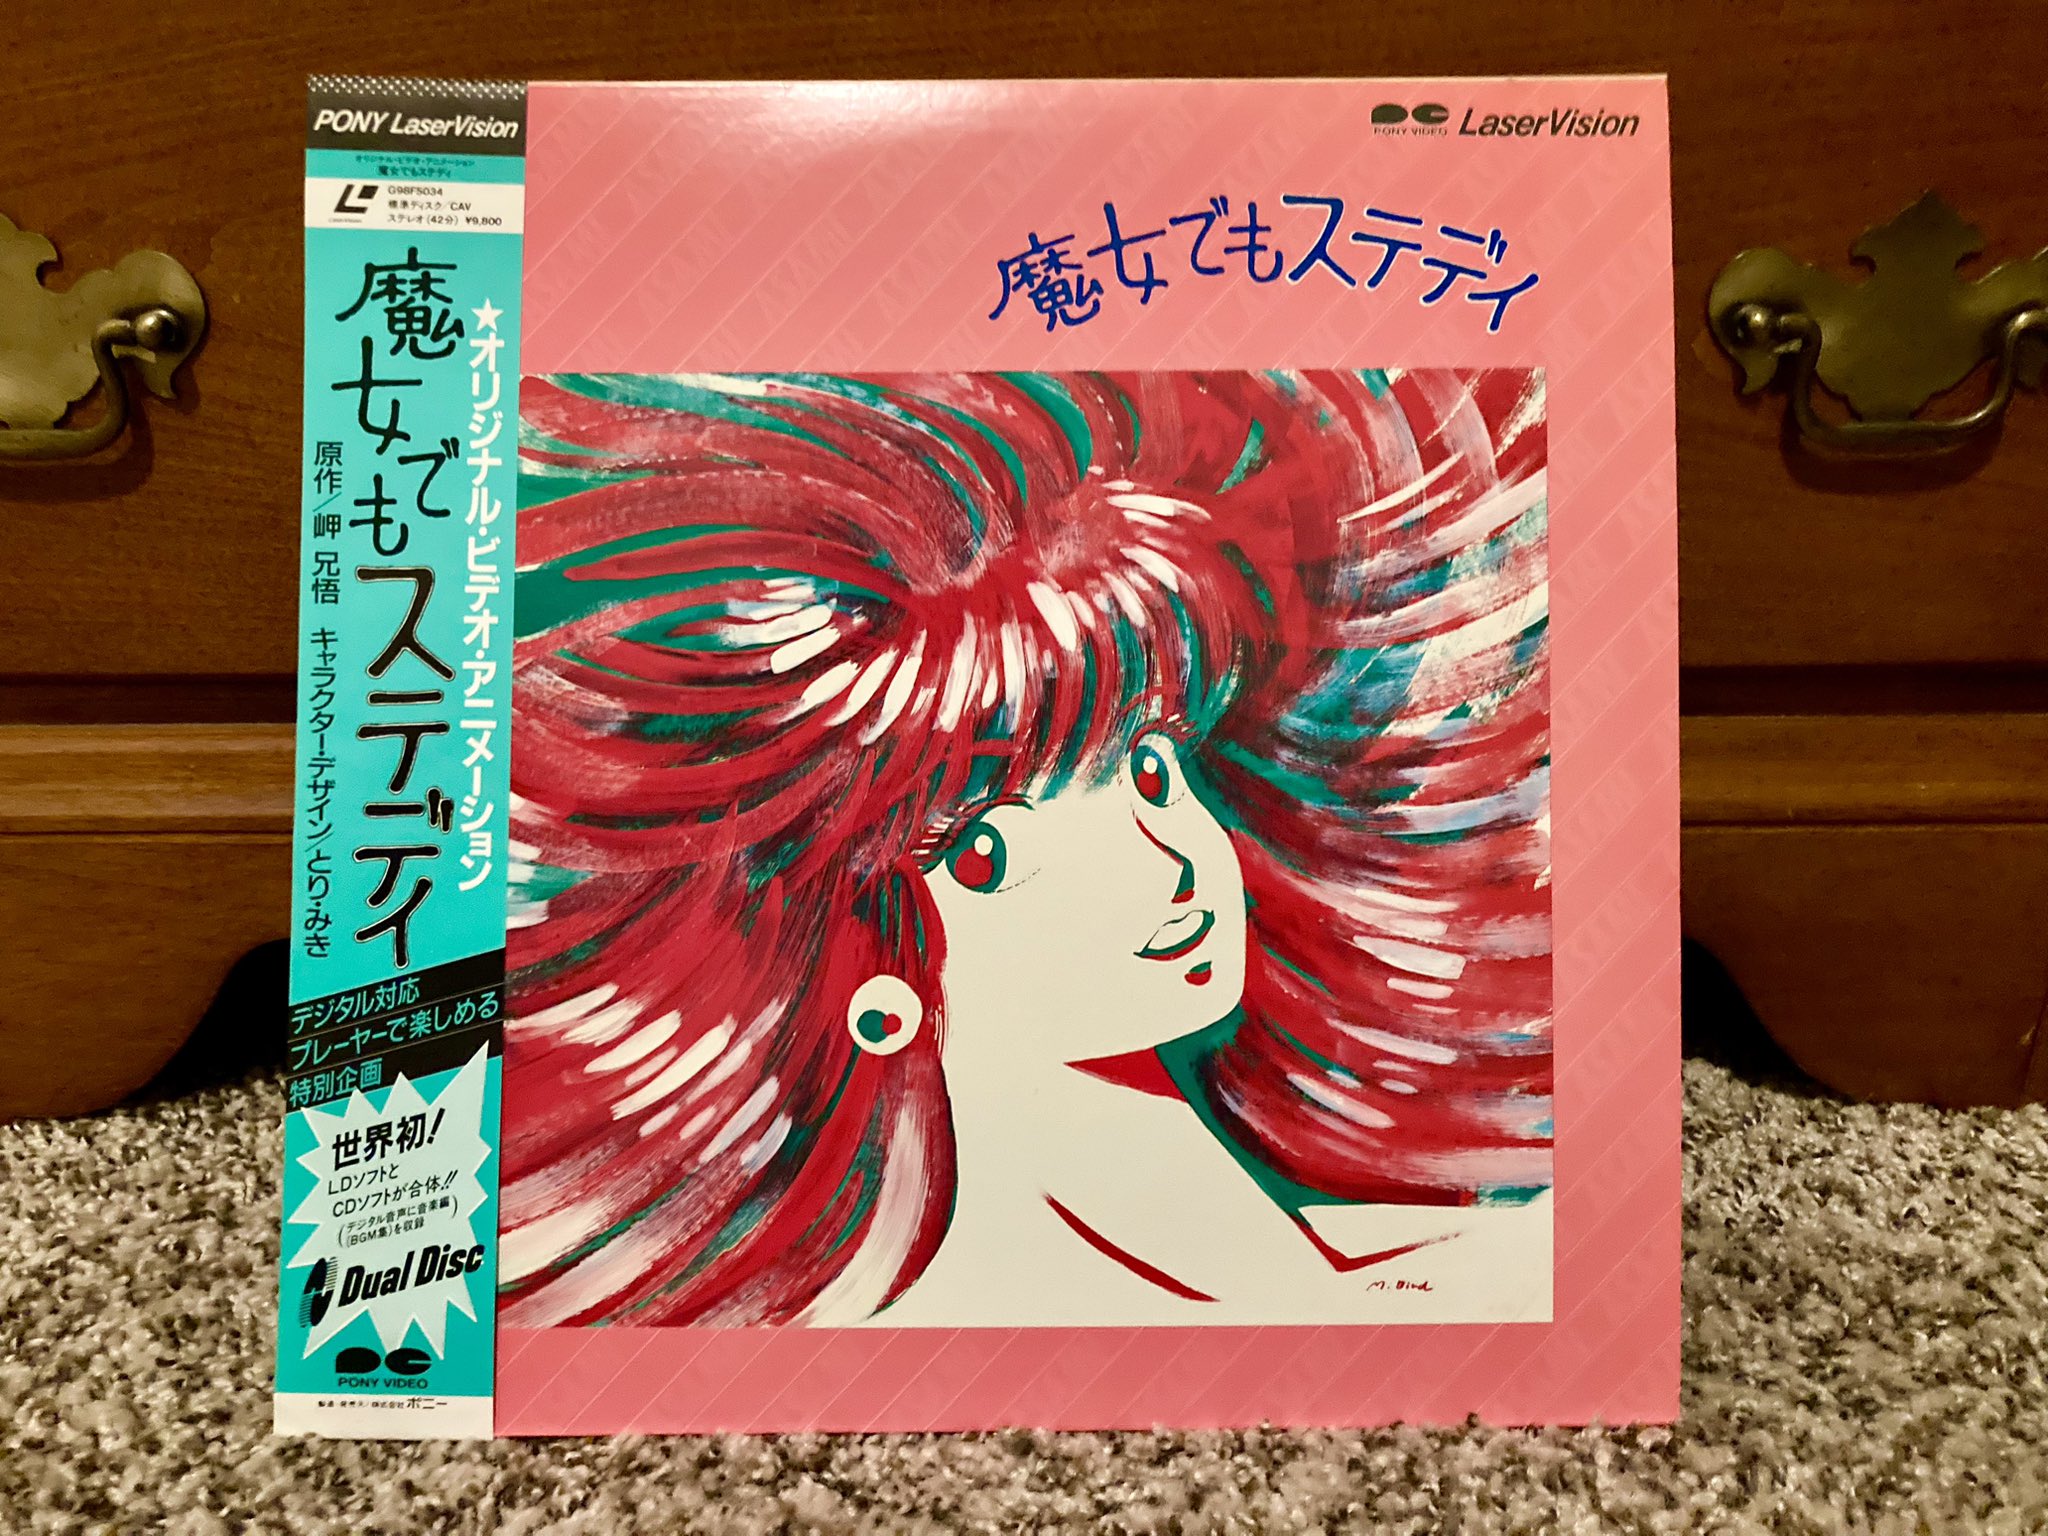 PONY LaserVision
オリジナル・ビデオ・アニメーション
魔女でもステディ
G98F5034
標準ディスク/CAV
ステレオ(42分) ¥9,800
★オリジナル・ビデオ・アニメーション
魔女でもステディ
原作/岬 兄悟 キャラクター・デザイン/とり・みき
デジタル対応
プレーヤーで楽しめる
特別企画
世界初!
LDソフトと
CDソフトが合体!!
(デジタル音声に音楽編
(BGM集)を収録)
Dual Disc
PONY VIDEO
製造・発売元/株式会社ポニー
PONY VIDEO LaserVision
魔女でもステディ